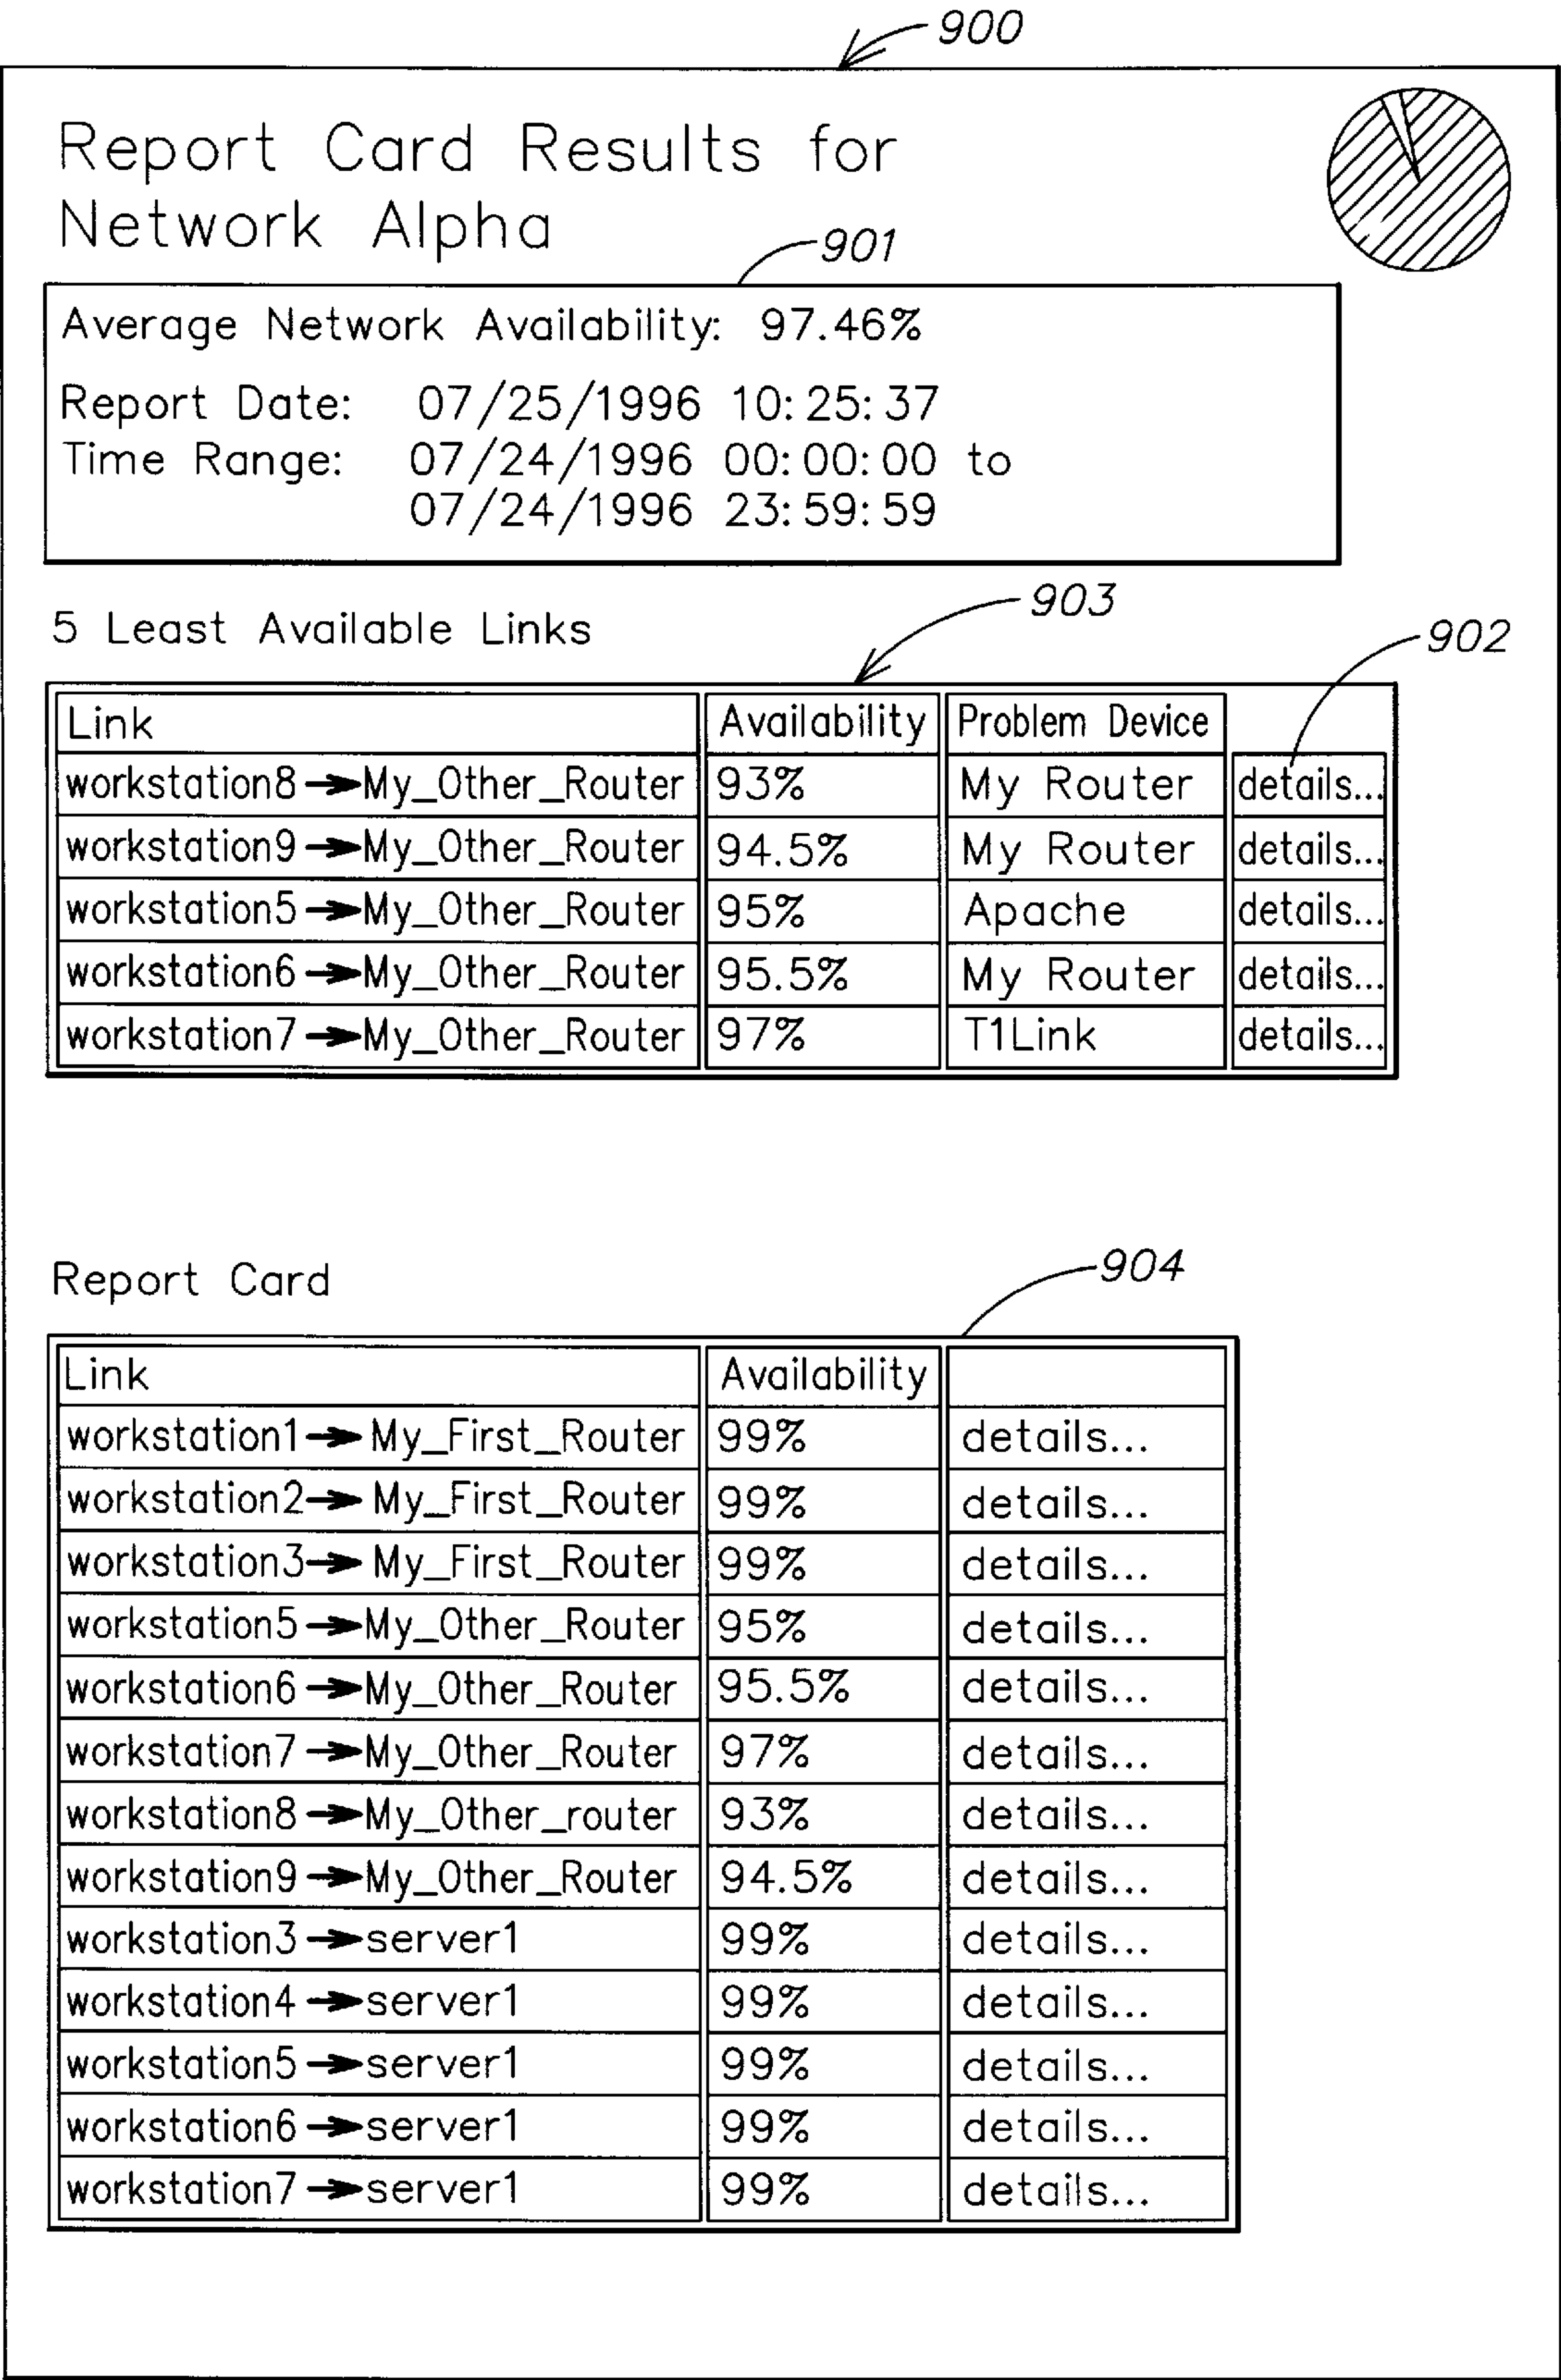 900
Report Card Results for
Network Alpha
901
Average Network Availability: 97.46%
Report Date: 07/25/1996 10:25:37
Time Range: 07/24/1996 00:00:00 to
07/24/1996 23:59:59
903
5 Least Available Links
902
Link Availability Problem Device
workstation8→My_Other_Router 93% My Router details...
workstation9→My_Other_Router 94.5% My Router details...
workstation5→My_Other_Router 95% Apache details...
workstation6→My_Other_Router 95.5% My Router details...
workstation7→My_Other_Router 97% T1Link details...
904
Report Card
Link Availability
workstation1→My_First_Router 99% details...
workstation2→My_First_Router 99% details...
workstation3→My_First_Router 99% details...
workstation5→My_Other_Router 95% details...
workstation6→My_Other_Router 95.5% details...
workstation7→My_Other_Router 97% details...
workstation8→My_Other_router 93% details...
workstation9→My_Other_Router 94.5% details...
workstation3→server1 99% details...
workstation4→server1 99% details...
workstation5→server1 99% details...
workstation6→server1 99% details...
workstation7→server1 99% details...